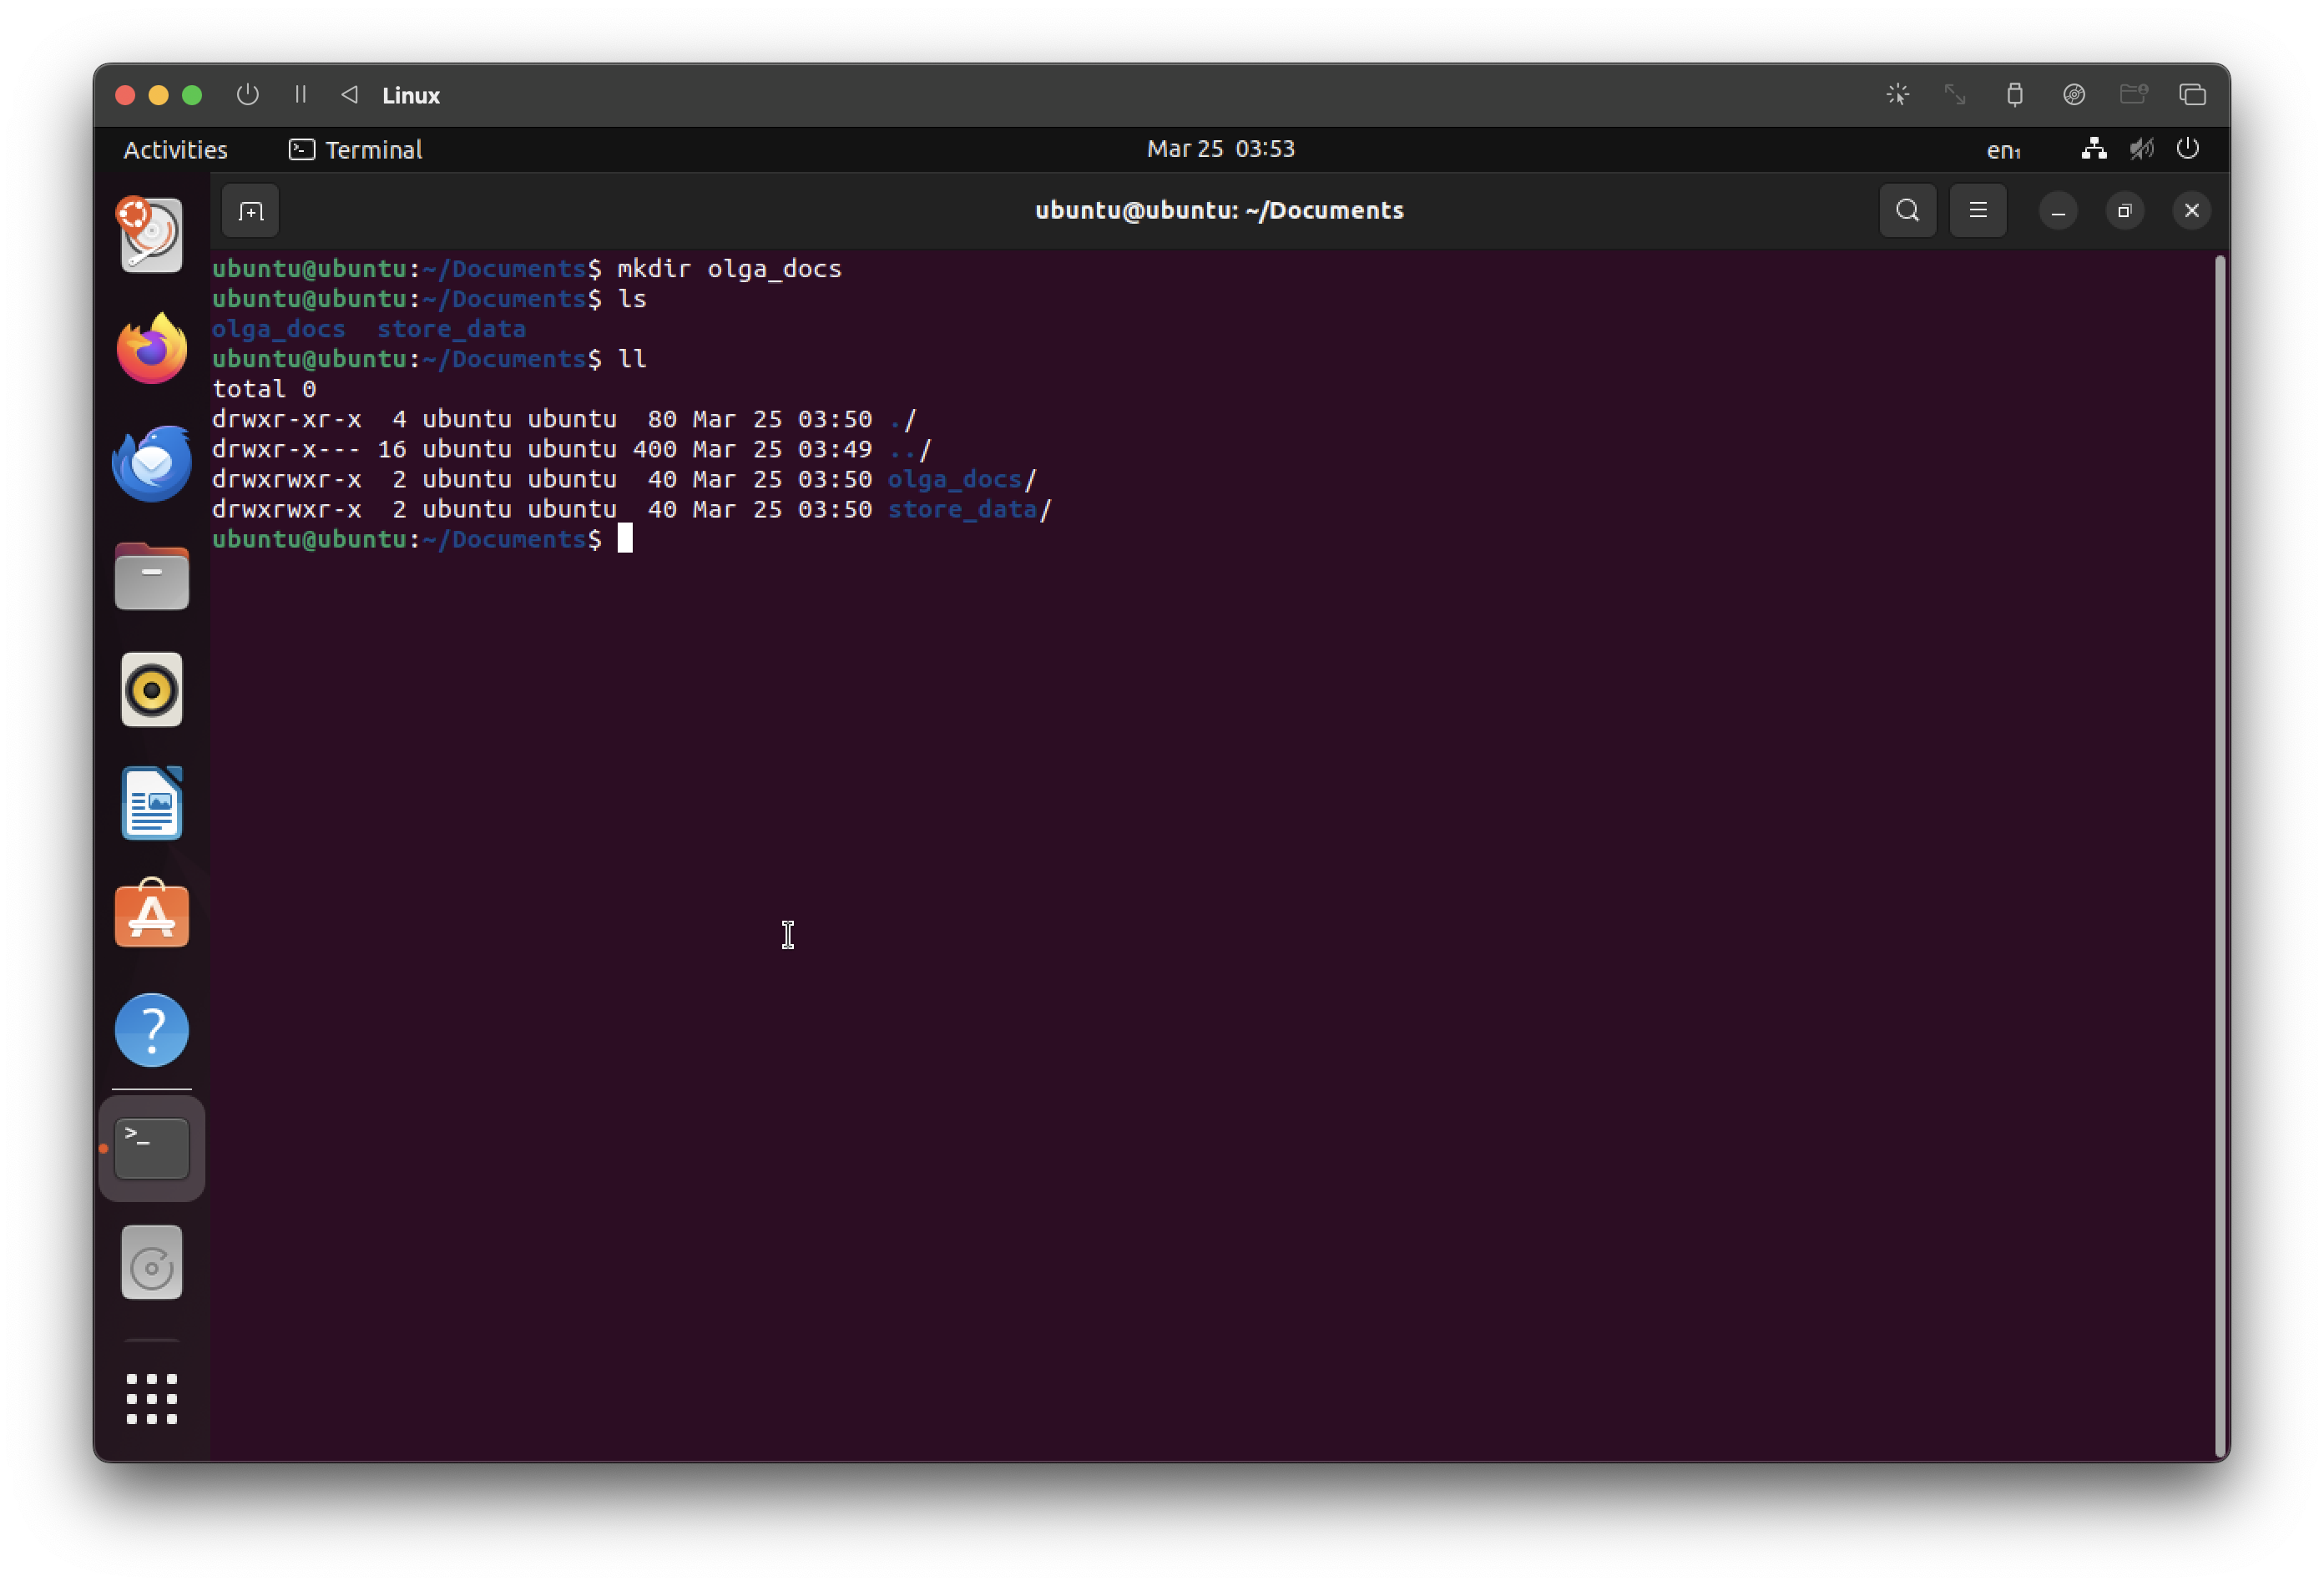 Linux
Activities Terminal Mar 25 03:53 en₁
ubuntu@ubuntu: ~/Documents
ubuntu@ubuntu:~/Documents$ mkdir olga_docs
ubuntu@ubuntu:~/Documents$ ls
olga_docs  store_data
ubuntu@ubuntu:~/Documents$ ll
total 0
drwxr-xr-x  4 ubuntu ubuntu  80 Mar 25 03:50 ./
drwxr-x--- 16 ubuntu ubuntu 400 Mar 25 03:49 ../
drwxrwxr-x  2 ubuntu ubuntu  40 Mar 25 03:50 olga_docs/
drwxrwxr-x  2 ubuntu ubuntu  40 Mar 25 03:50 store_data/
ubuntu@ubuntu:~/Documents$